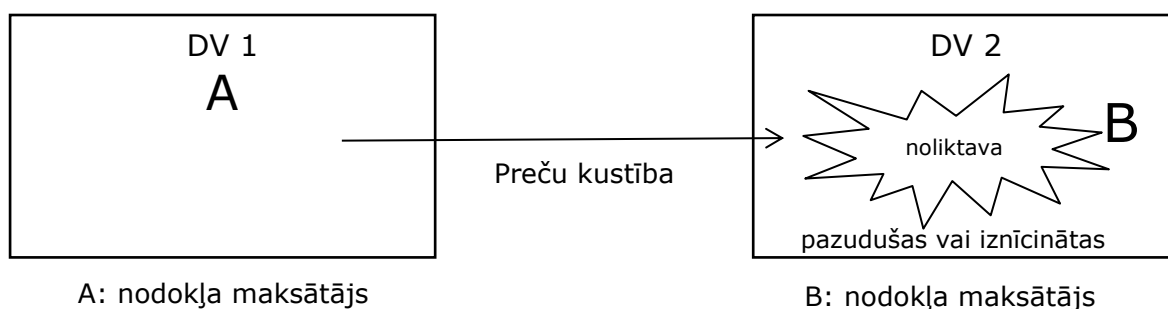 DV 1
A
DV 2
noliktava
B
Preču kustība
pazudušas vai iznīcinātas
A: nodokļa maksātājs
B: nodokļa maksātājs